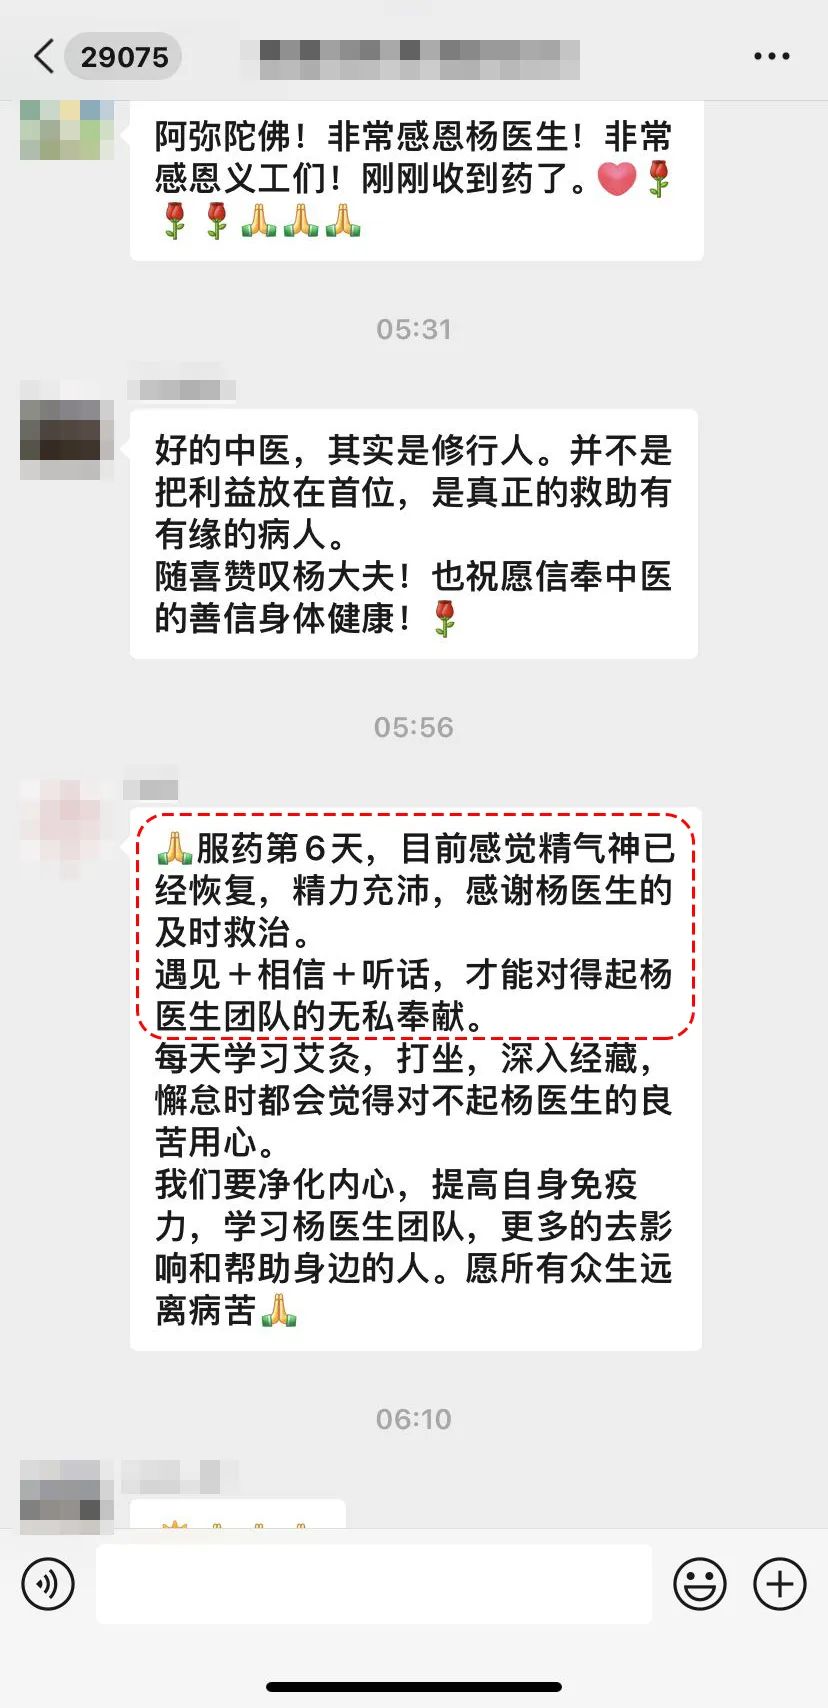 29075
阿弥陀佛！非常感恩杨医生！非常
感恩义工们！刚刚收到药了。❤️🌹
🌹🌹🙏🙏🙏
05:31
好的中医，其实是修行人。并不是
把利益放在首位，是真正的救助有
有缘的病人。
随喜赞叹杨大夫！也祝愿信奉中医
的善信身体健康！🌹
05:56
🙏服药第6天，目前感觉精气神已
经恢复，精力充沛，感谢杨医生的
及时救治。
遇见＋相信＋听话，才能对得起杨
医生团队的无私奉献。
每天学习艾灸，打坐，深入经藏，
懈怠时都会觉得对不起杨医生的良
苦用心。
我们要净化内心，提高自身免疫
力，学习杨医生团队，更多的去影
响和帮助身边的人。愿所有众生远
离病苦🙏
06:10